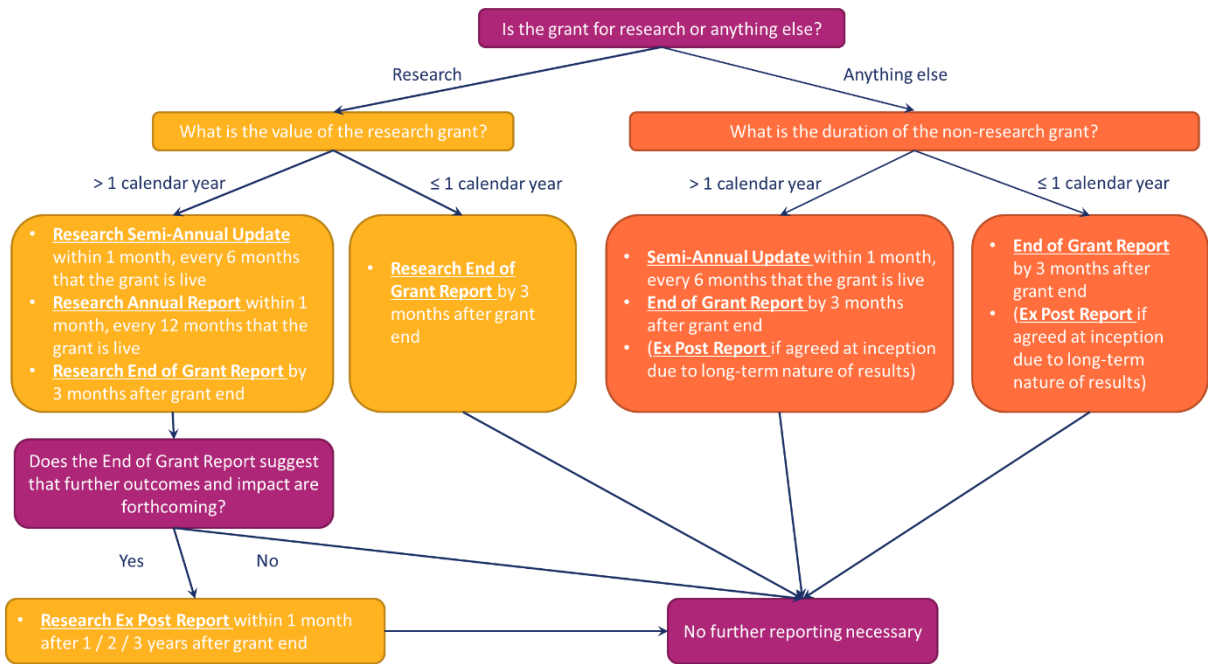 Is the grant for research or anything else?
Research
Anything else
What is the value of the research grant?
What is the duration of the non-research grant?
> 1 calendar year
≤ 1 calendar year
> 1 calendar year
≤ 1 calendar year
• Research Semi-Annual Update
within 1 month, every 6 months
that the grant is live
• Research Annual Report within 1
month, every 12 months that the
grant is live
• Research End of Grant Report by
3 months after grant end
• Research End of
Grant Report by 3
months after grant
end
• Semi-Annual Update within 1 month,
every 6 months that the grant is live
• End of Grant Report by 3 months
after grant end
• (Ex Post Report if agreed at inception
due to long-term nature of results)
• End of Grant Report
by 3 months after
grant end
• (Ex Post Report if
agreed at inception
due to long-term
nature of results)
Does the End of Grant Report suggest
that further outcomes and impact are
forthcoming?
Yes
No
• Research Ex Post Report within 1 month
after 1 / 2 / 3 years after grant end
No further reporting necessary